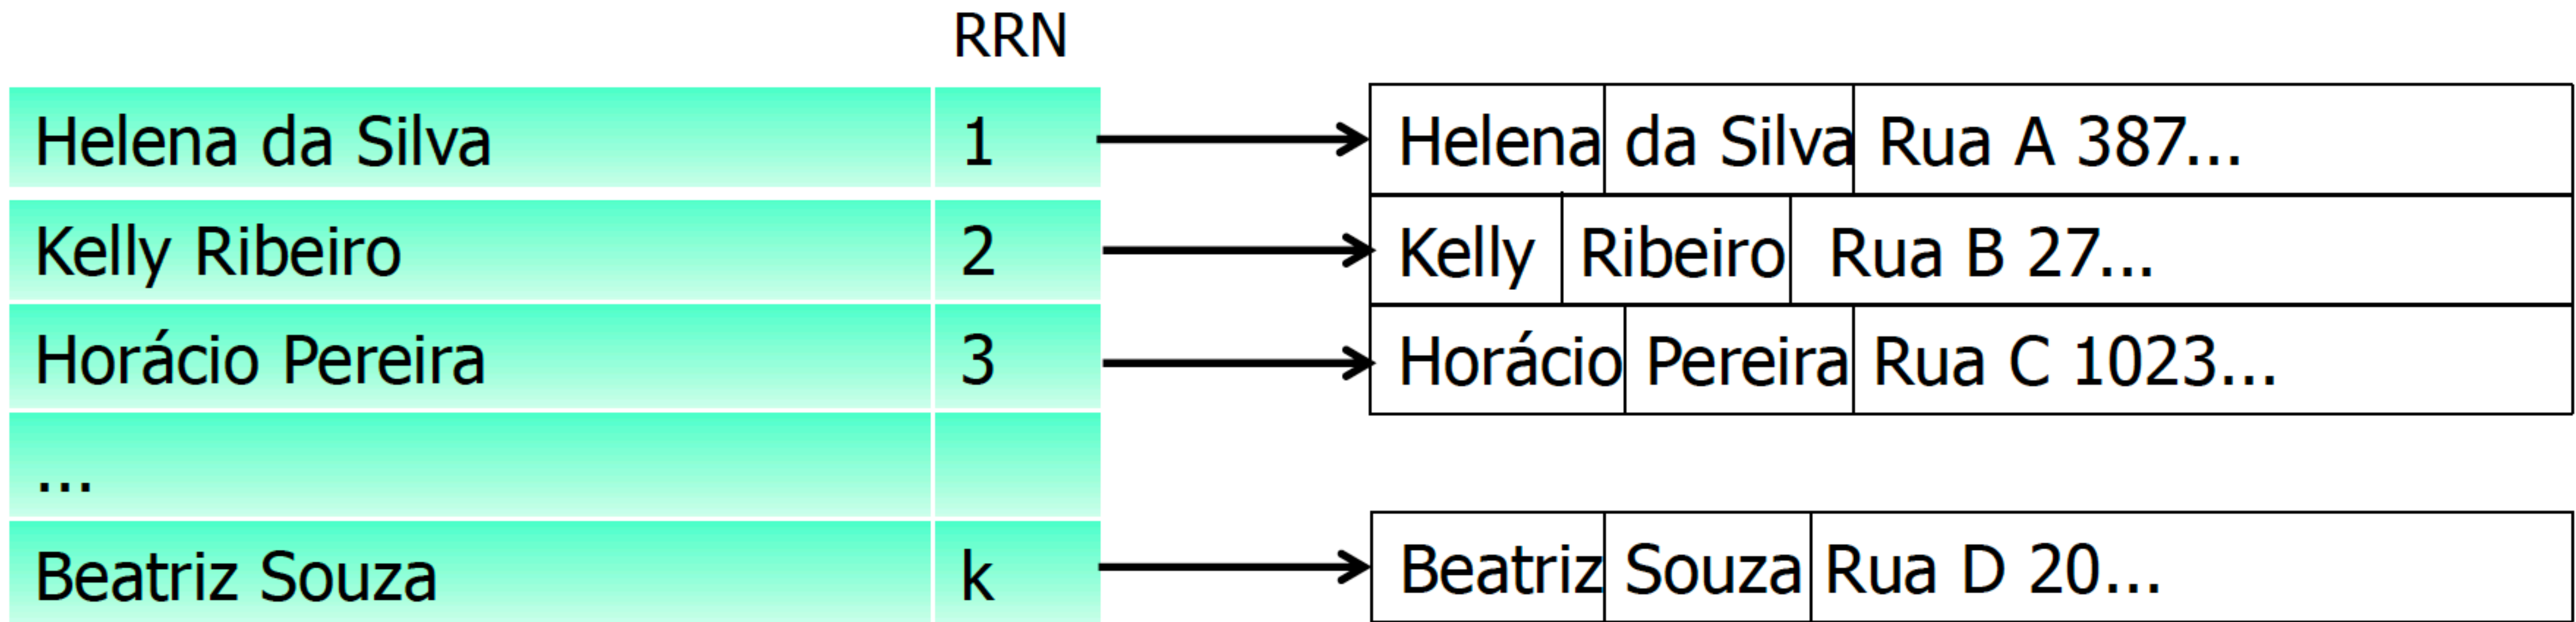 RRN
Helena da Silva 1 Helena da Silva Rua A 387...
Kelly Ribeiro 2 Kelly Ribeiro Rua B 27...
Horácio Pereira 3 Horácio Pereira Rua C 1023...
...
Beatriz Souza k Beatriz Souza Rua D 20...